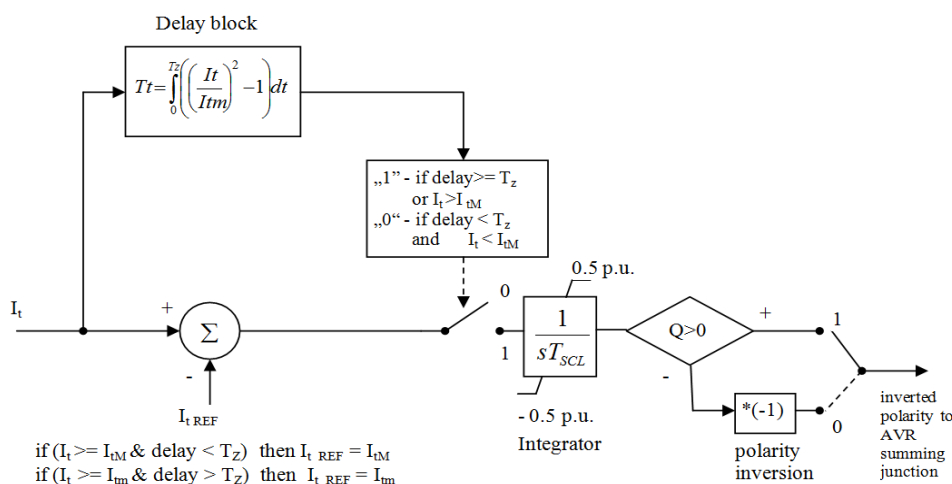 Delay block
Tt=∫₀ᵀᶻ((It/Itm)²−1)dt
„1” - if delay>= Tz
or It>I tM
„0“ - if delay < Tz
and It < ItM
0.5 p.u.
It
+
Σ
-
It REF
0
1
1/sTSCL
- 0.5 p.u.
Integrator
Q>0
+
-
1
*(-1)
0
polarity
inversion
inverted
polarity to
AVR
summing
junction
if (It >= ItM & delay < TZ) then It REF = ItM
if (It >= Itm & delay > TZ) then It REF = Itm